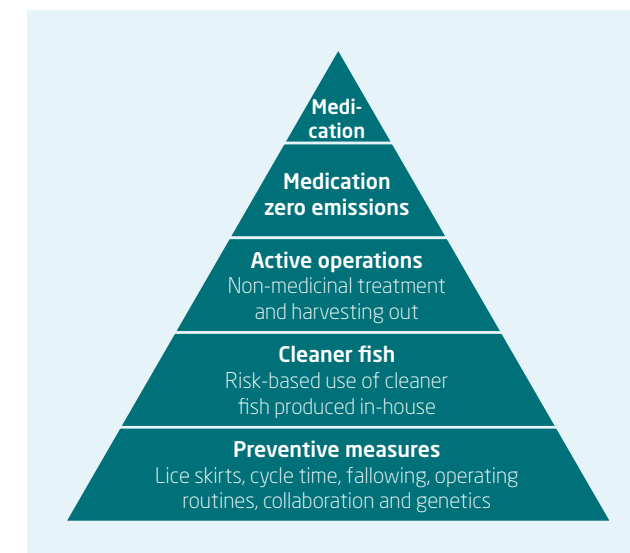 Medi-
cation
Medication
zero emissions
Active operations
Non-medicinal treatment
and harvesting out
Cleaner fish
Risk-based use of cleaner
fish produced in-house
Preventive measures
Lice skirts, cycle time, fallowing, operating
routines, collaboration and genetics